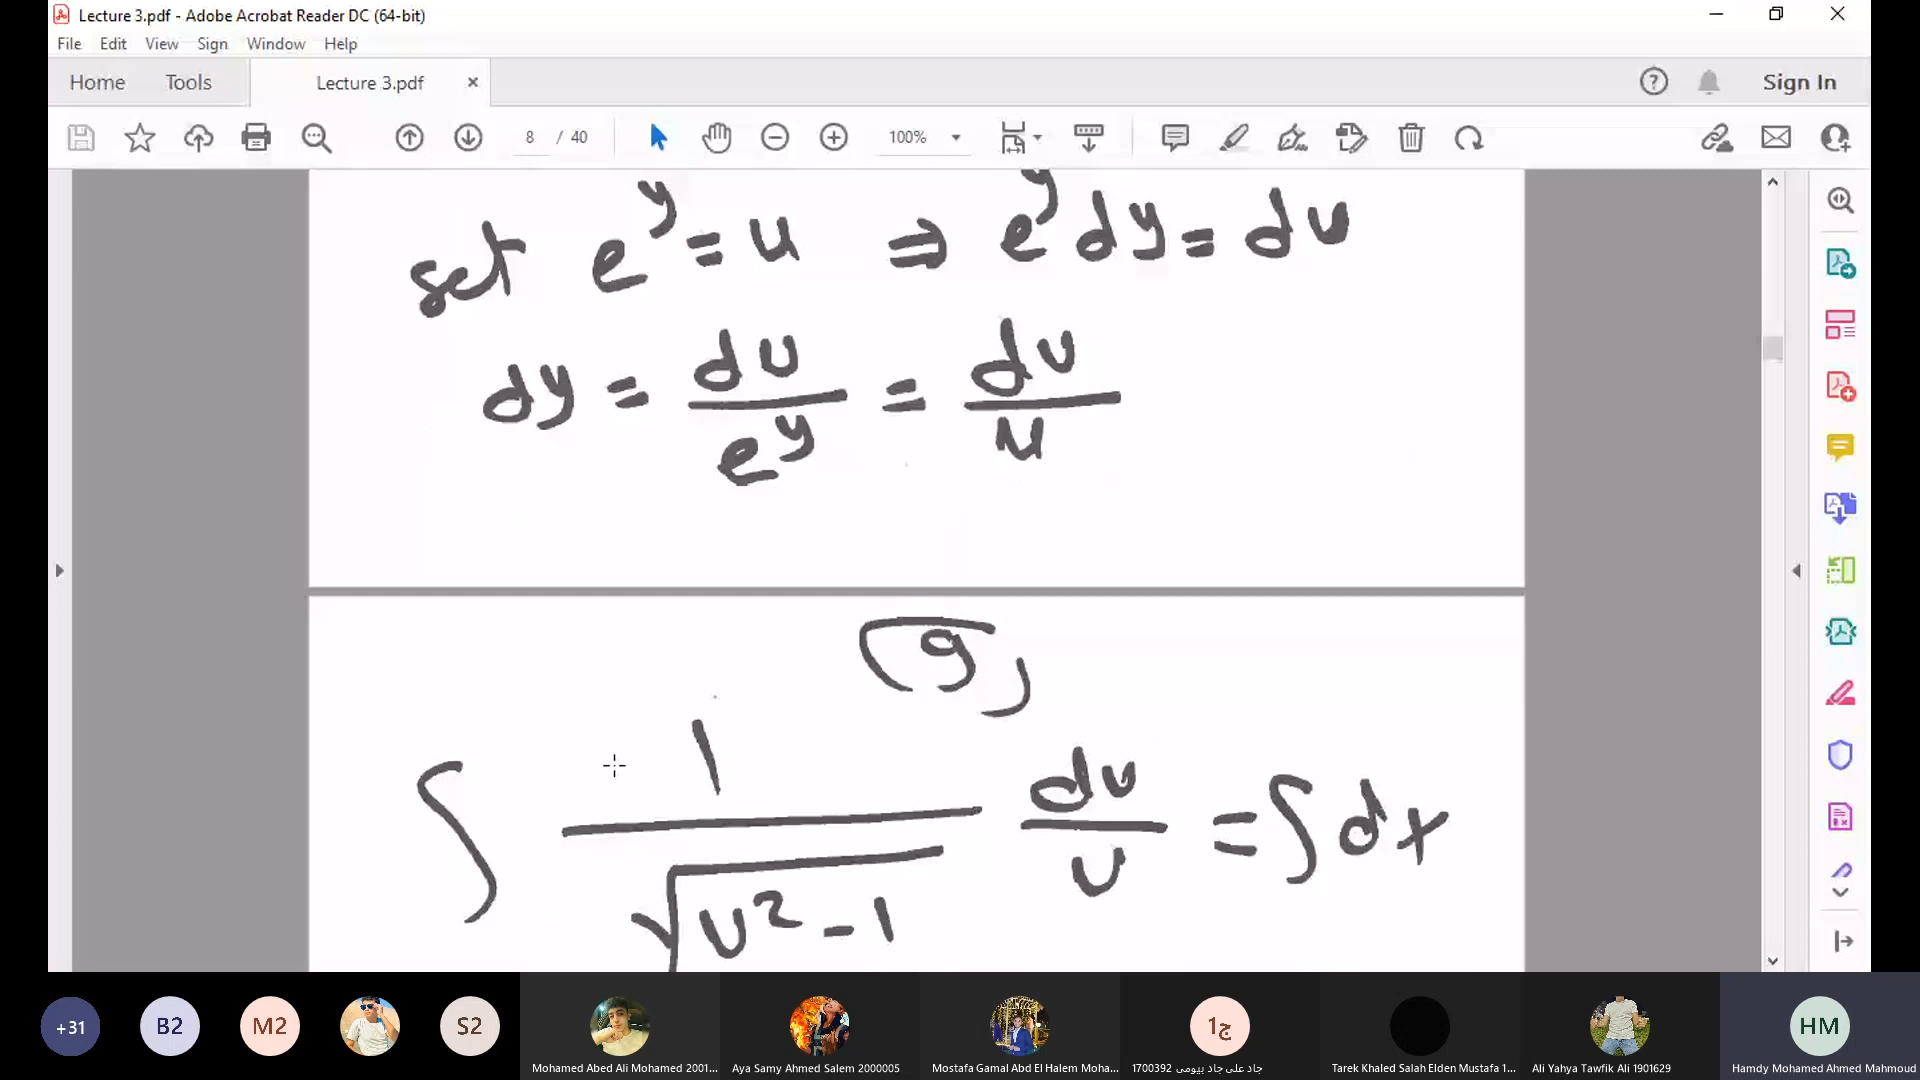 Lecture 3.pdf - Adobe Acrobat Reader DC (64-bit)
File Edit View Sign Window Help
Home Tools Lecture 3.pdf × Sign In
8 / 40 100%
set e^y = u ⇒ e^y dy = du
dy = du/e^y = du/u
9
∫ 1/√(u²-1) du/u = ∫ dx
+31 B2 M2 S2 ج1 HM
Mohamed Abed Ali Mohamed 2001... Aya Samy Ahmed Salem 2000005 Mostafa Gamal Abd El Halem Moha... جاد على جاد بيومى 1700392 Tarek Khaled Salah Elden Mustafa 1... Ali Yahya Tawfik Ali 1901629 Hamdy Mohamed Ahmed Mahmoud